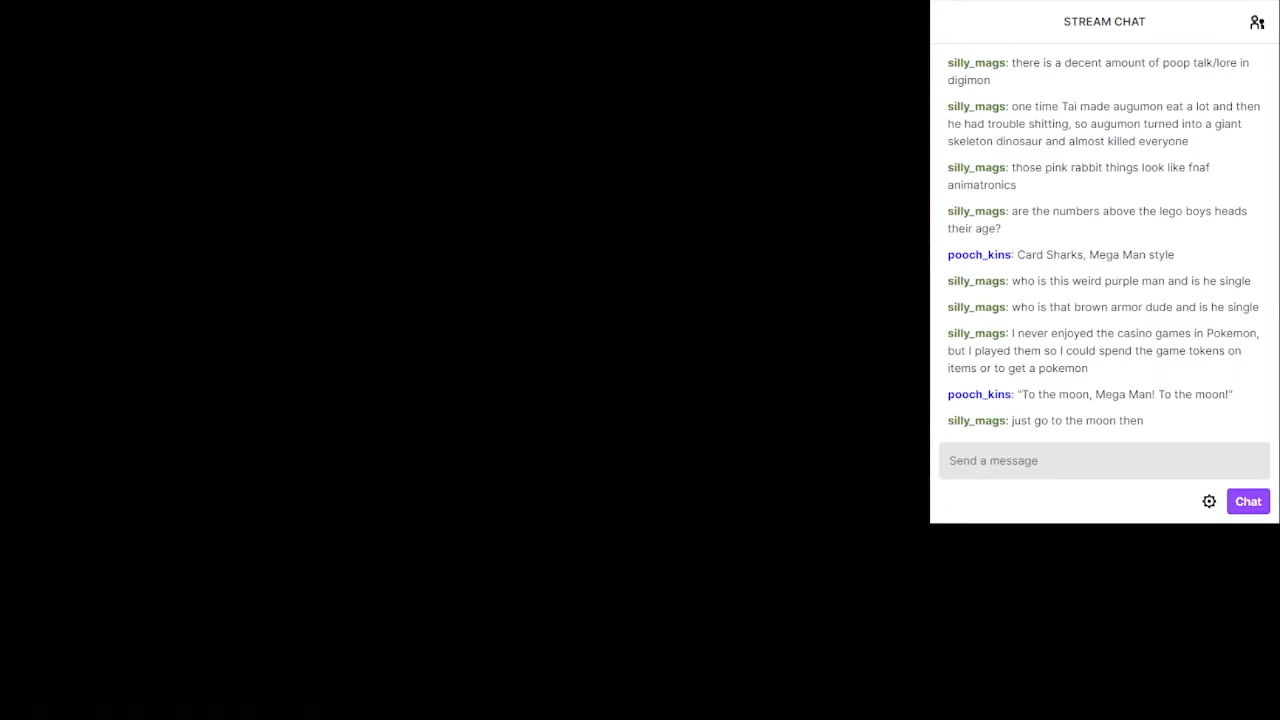 STREAM CHAT
silly_mags: there is a decent amount of poop talk/lore in
digimon
silly_mags: one time Tai made augumon eat a lot and then
he had trouble shitting, so augumon turned into a giant
skeleton dinosaur and almost killed everyone
silly_mags: those pink rabbit things look like fnaf
animatronics
silly_mags: are the numbers above the lego boys heads
their age?
pooch_kins: Card Sharks, Mega Man style
silly_mags: who is this weird purple man and is he single
silly_mags: who is that brown armor dude and is he single
silly_mags: I never enjoyed the casino games in Pokemon,
but I played them so I could spend the game tokens on
items or to get a pokemon
pooch_kins: "To the moon, Mega Man! To the moon!"
silly_mags: just go to the moon then
Send a message
Chat